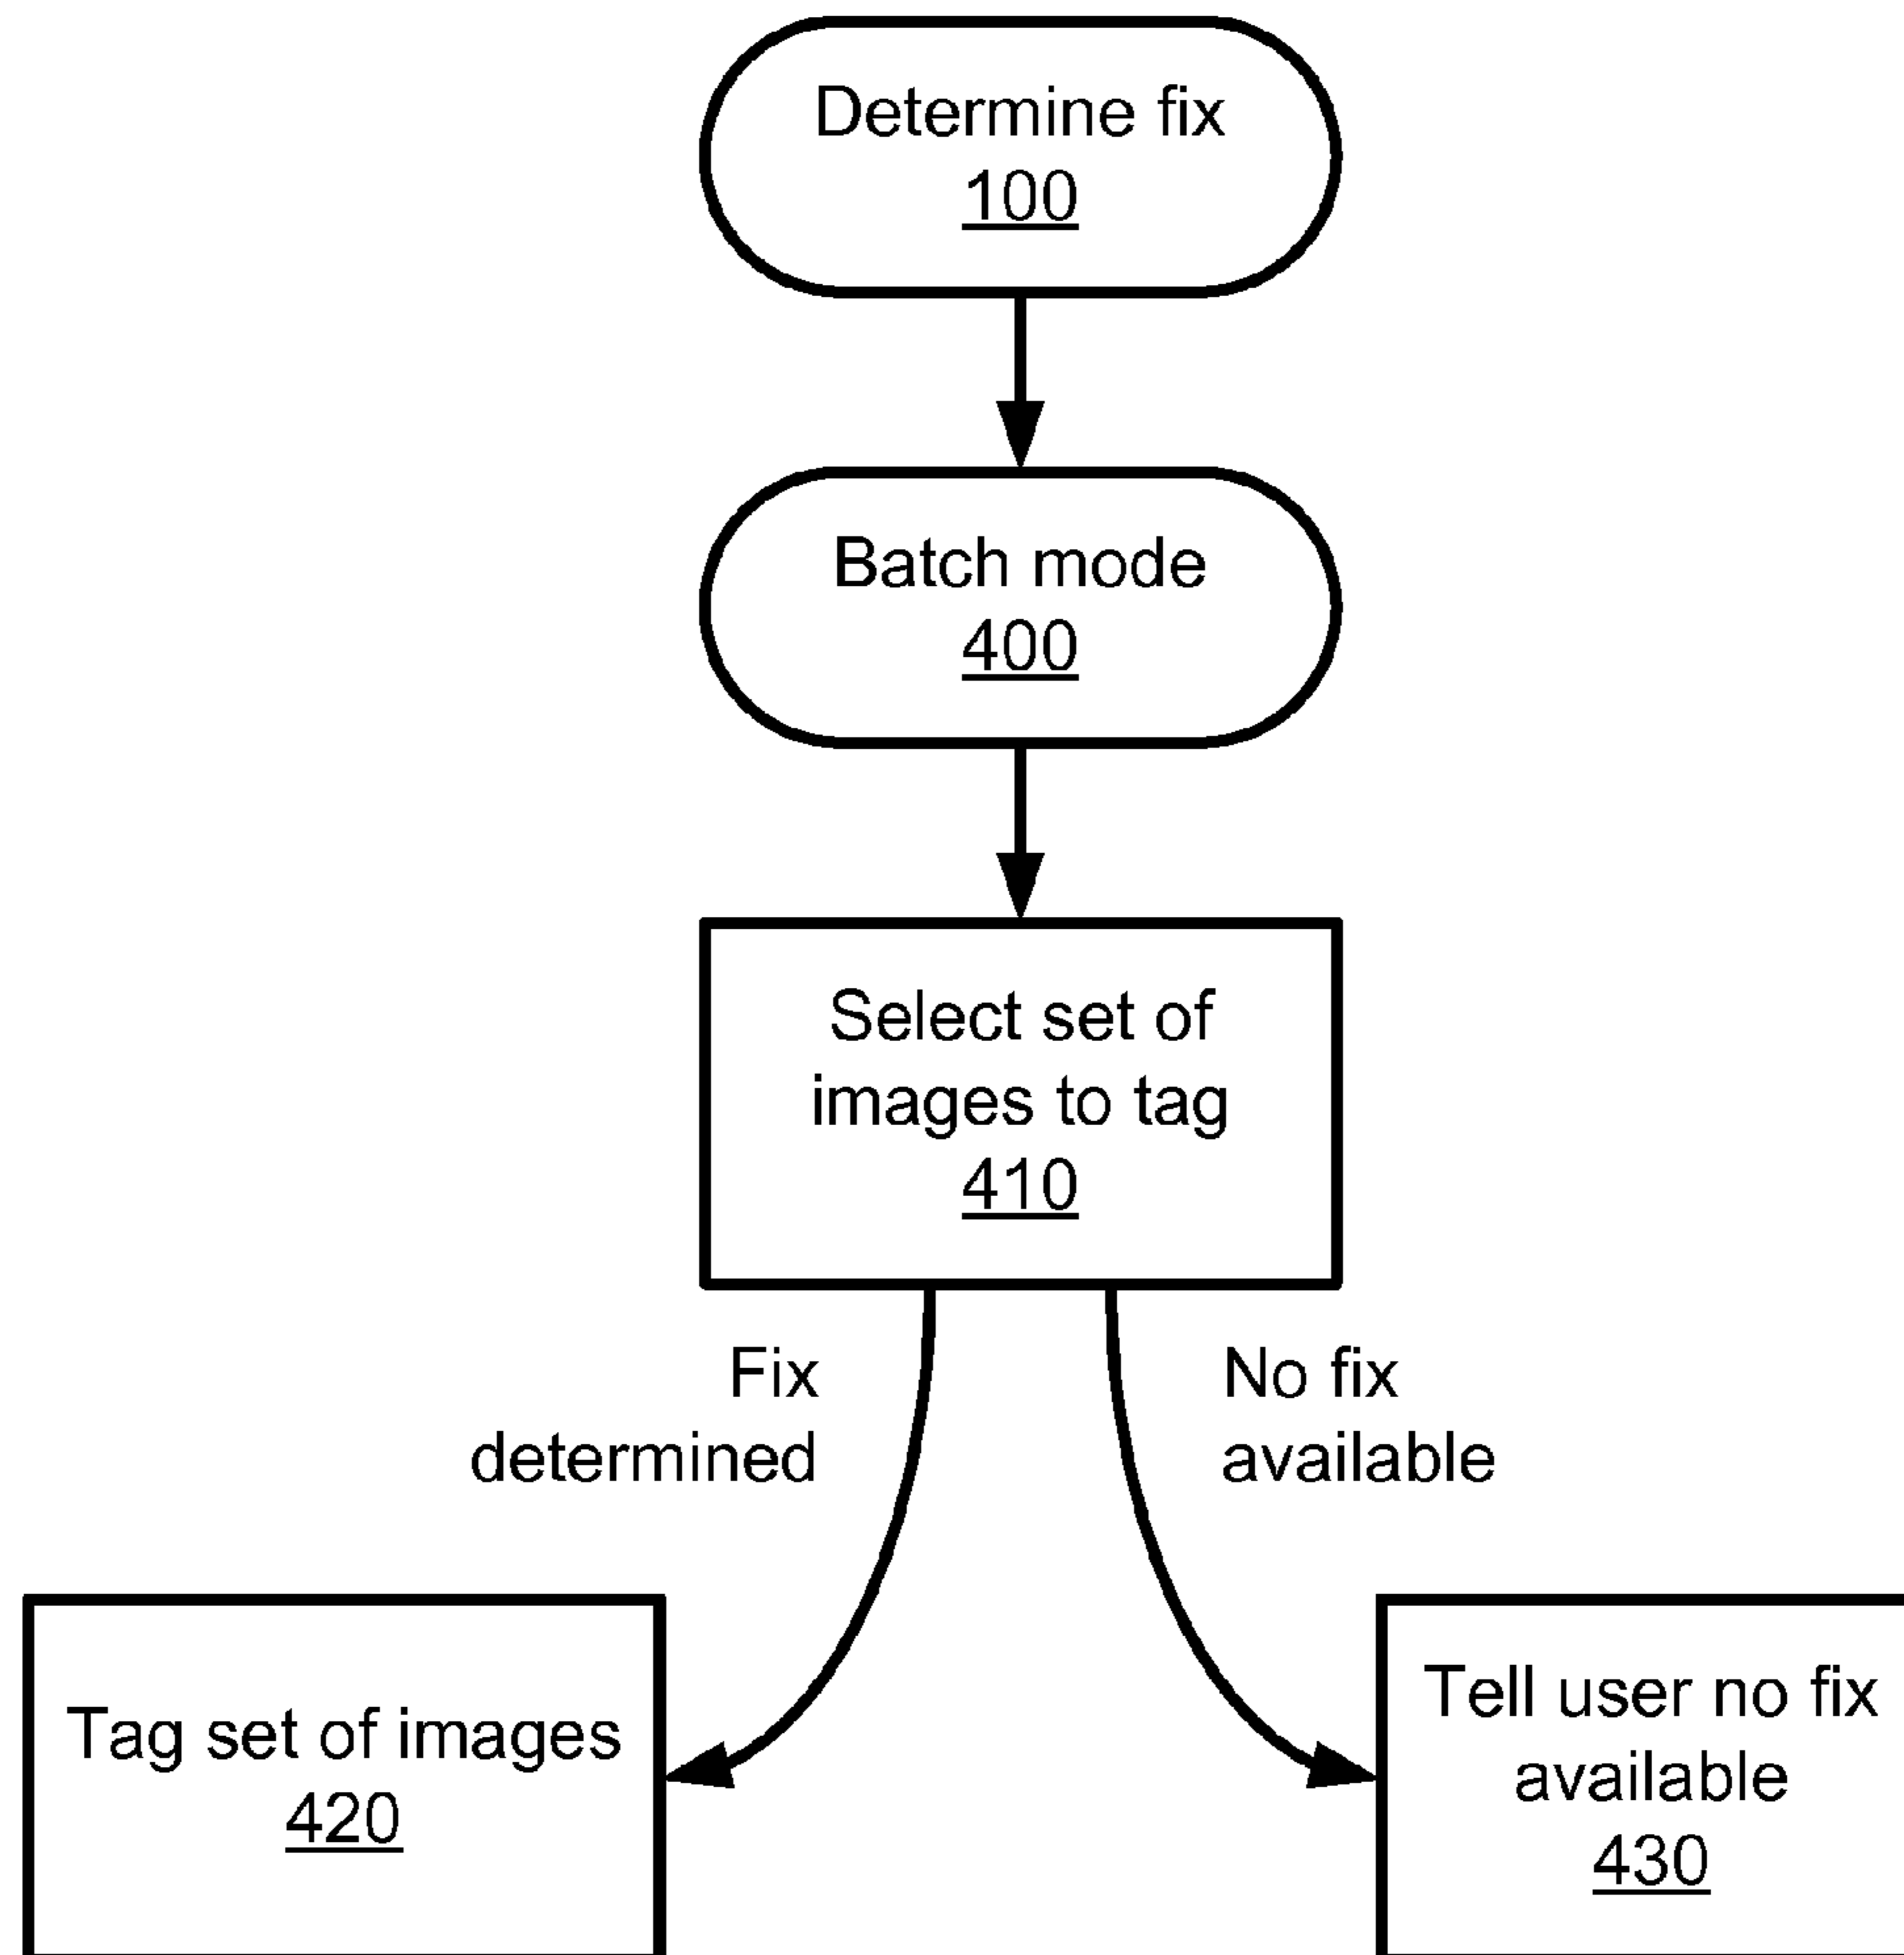 Determine fix
100
Batch mode
400
Select set of
images to tag
410
Fix
determined
No fix
available
Tag set of images
420
Tell user no fix
available
430